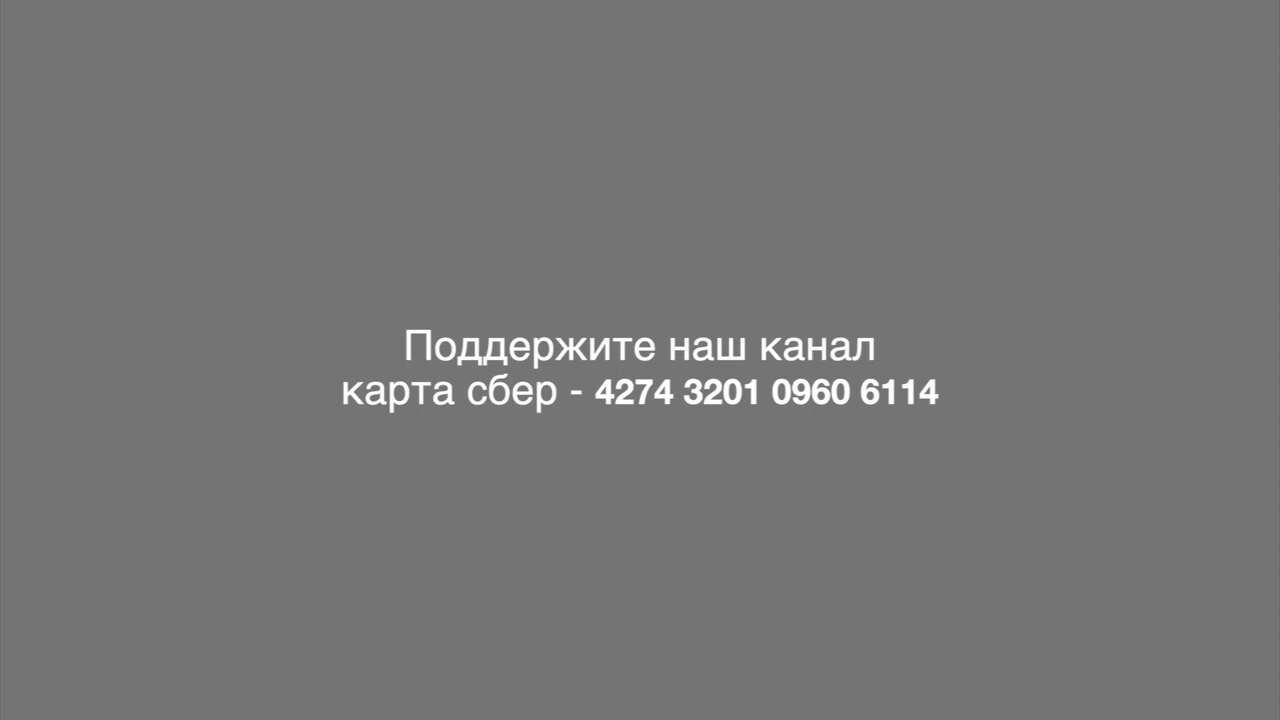 Поддержите наш канал
карта сбер - 4274 3201 0960 6114